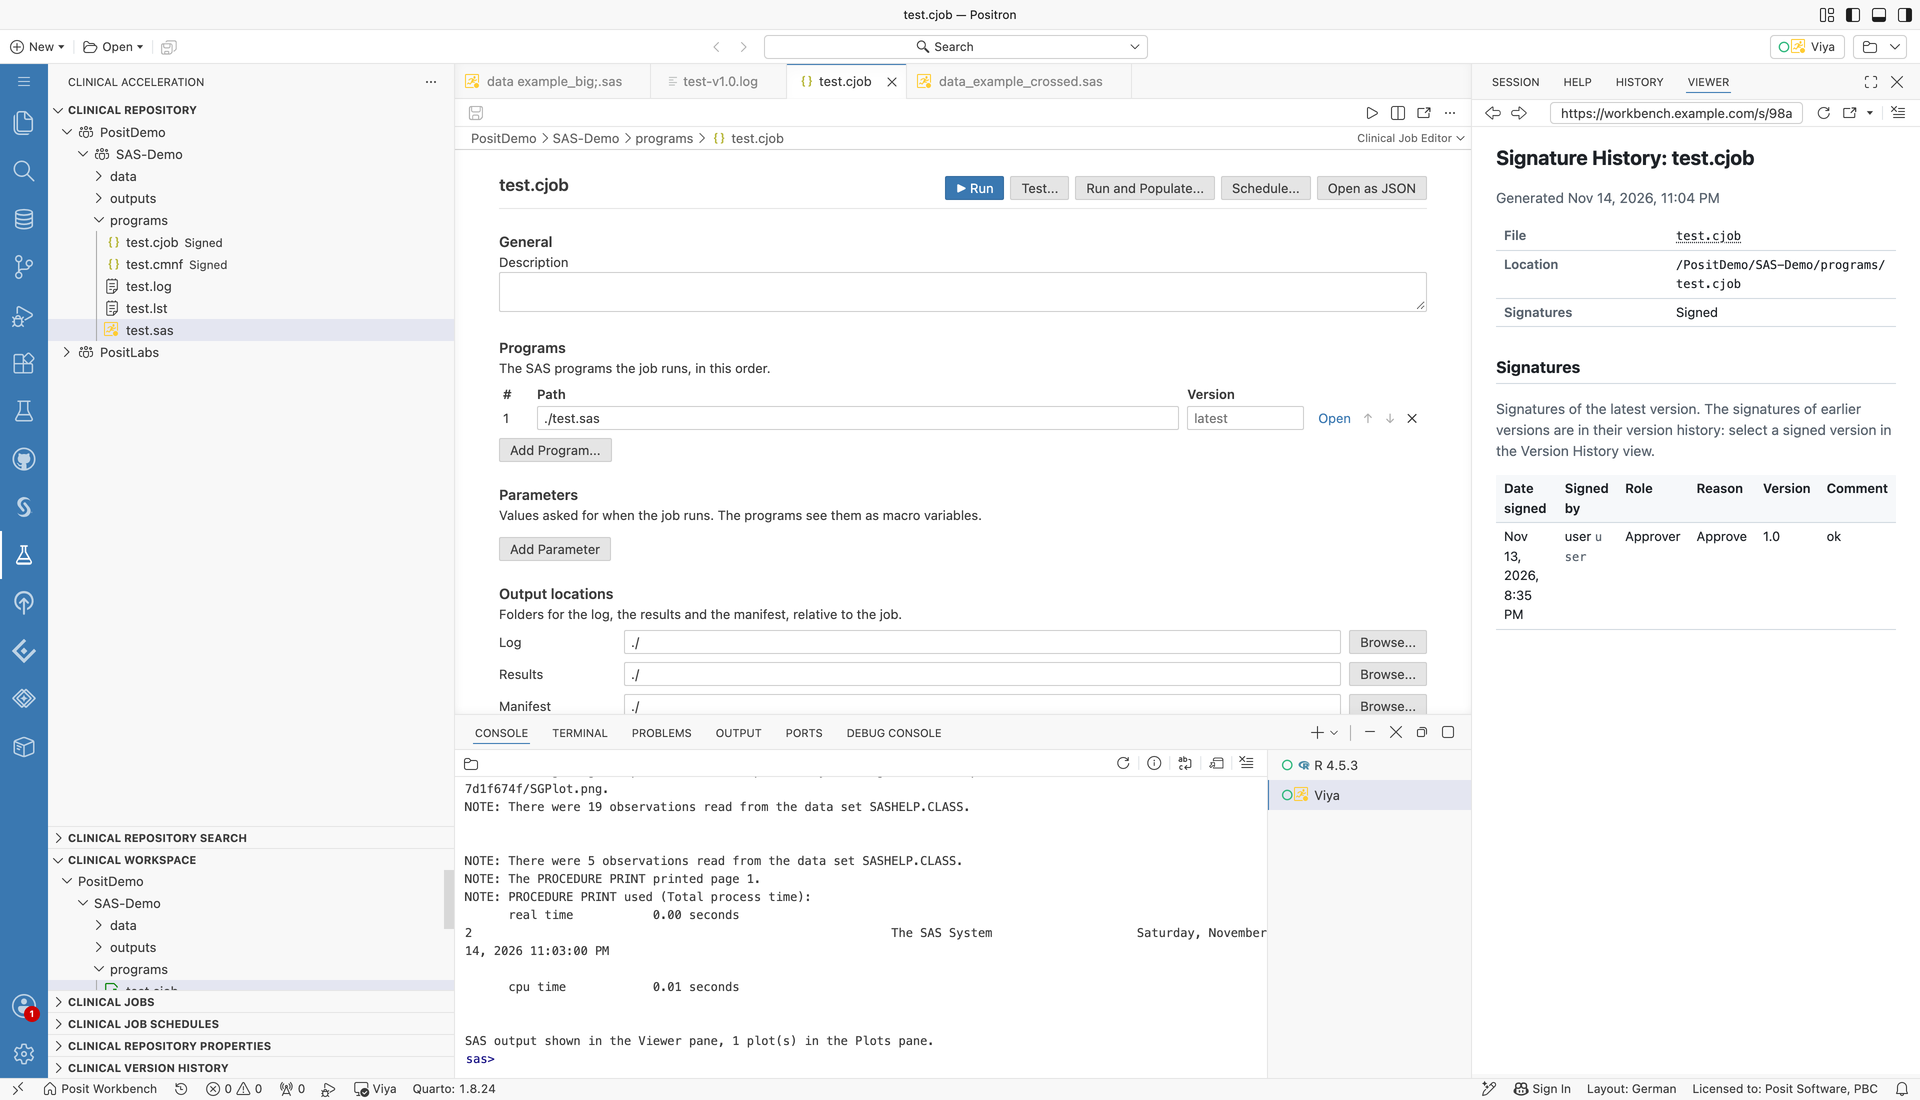 test.cjob — Positron
New
Open
Search
Viya
CLINICAL ACCELERATION
CLINICAL REPOSITORY
PositDemo
SAS-Demo
data
outputs
programs
test.cjob Signed
test.cmnf Signed
test.log
test.lst
test.sas
PositLabs
CLINICAL REPOSITORY SEARCH
CLINICAL WORKSPACE
PositDemo
SAS-Demo
data
outputs
programs
CLINICAL JOBS
CLINICAL JOB SCHEDULES
CLINICAL REPOSITORY PROPERTIES
CLINICAL VERSION HISTORY
data example_big;.sas
test-v1.0.log
test.cjob
data_example_crossed.sas
PositDemo > SAS-Demo > programs > test.cjob
Clinical Job Editor
test.cjob
Run
Test...
Run and Populate...
Schedule...
Open as JSON
General
Description
Programs
The SAS programs the job runs, in this order.
# Path Version
1 ./test.sas latest Open
Add Program...
Parameters
Values asked for when the job runs. The programs see them as macro variables.
Add Parameter
Output locations
Folders for the log, the results and the manifest, relative to the job.
Log ./ Browse...
Results ./ Browse...
Manifest ./ Browse...
CONSOLE TERMINAL PROBLEMS OUTPUT PORTS DEBUG CONSOLE
7d1f674f/SGPlot.png.
NOTE: There were 19 observations read from the data set SASHELP.CLASS.
NOTE: There were 5 observations read from the data set SASHELP.CLASS.
NOTE: The PROCEDURE PRINT printed page 1.
NOTE: PROCEDURE PRINT used (Total process time):
real time 0.00 seconds
2 The SAS System Saturday, November
14, 2026 11:03:00 PM
cpu time 0.01 seconds
SAS output shown in the Viewer pane, 1 plot(s) in the Plots pane.
sas>
R 4.5.3
Viya
SESSION HELP HISTORY VIEWER
https://workbench.example.com/s/98a
Signature History: test.cjob
Generated Nov 14, 2026, 11:04 PM
File test.cjob
Location /PositDemo/SAS-Demo/programs/
test.cjob
Signatures Signed
Signatures
Signatures of the latest version. The signatures of earlier
versions are in their version history: select a signed version in
the Version History view.
Date Signed Role Reason Version Comment
signed by
Nov user u Approver Approve 1.0 ok
13, ser
2026,
8:35
PM
1
Posit Workbench
0
0
0
Viya
Quarto: 1.8.24
Sign In
Layout: German
Licensed to: Posit Software, PBC